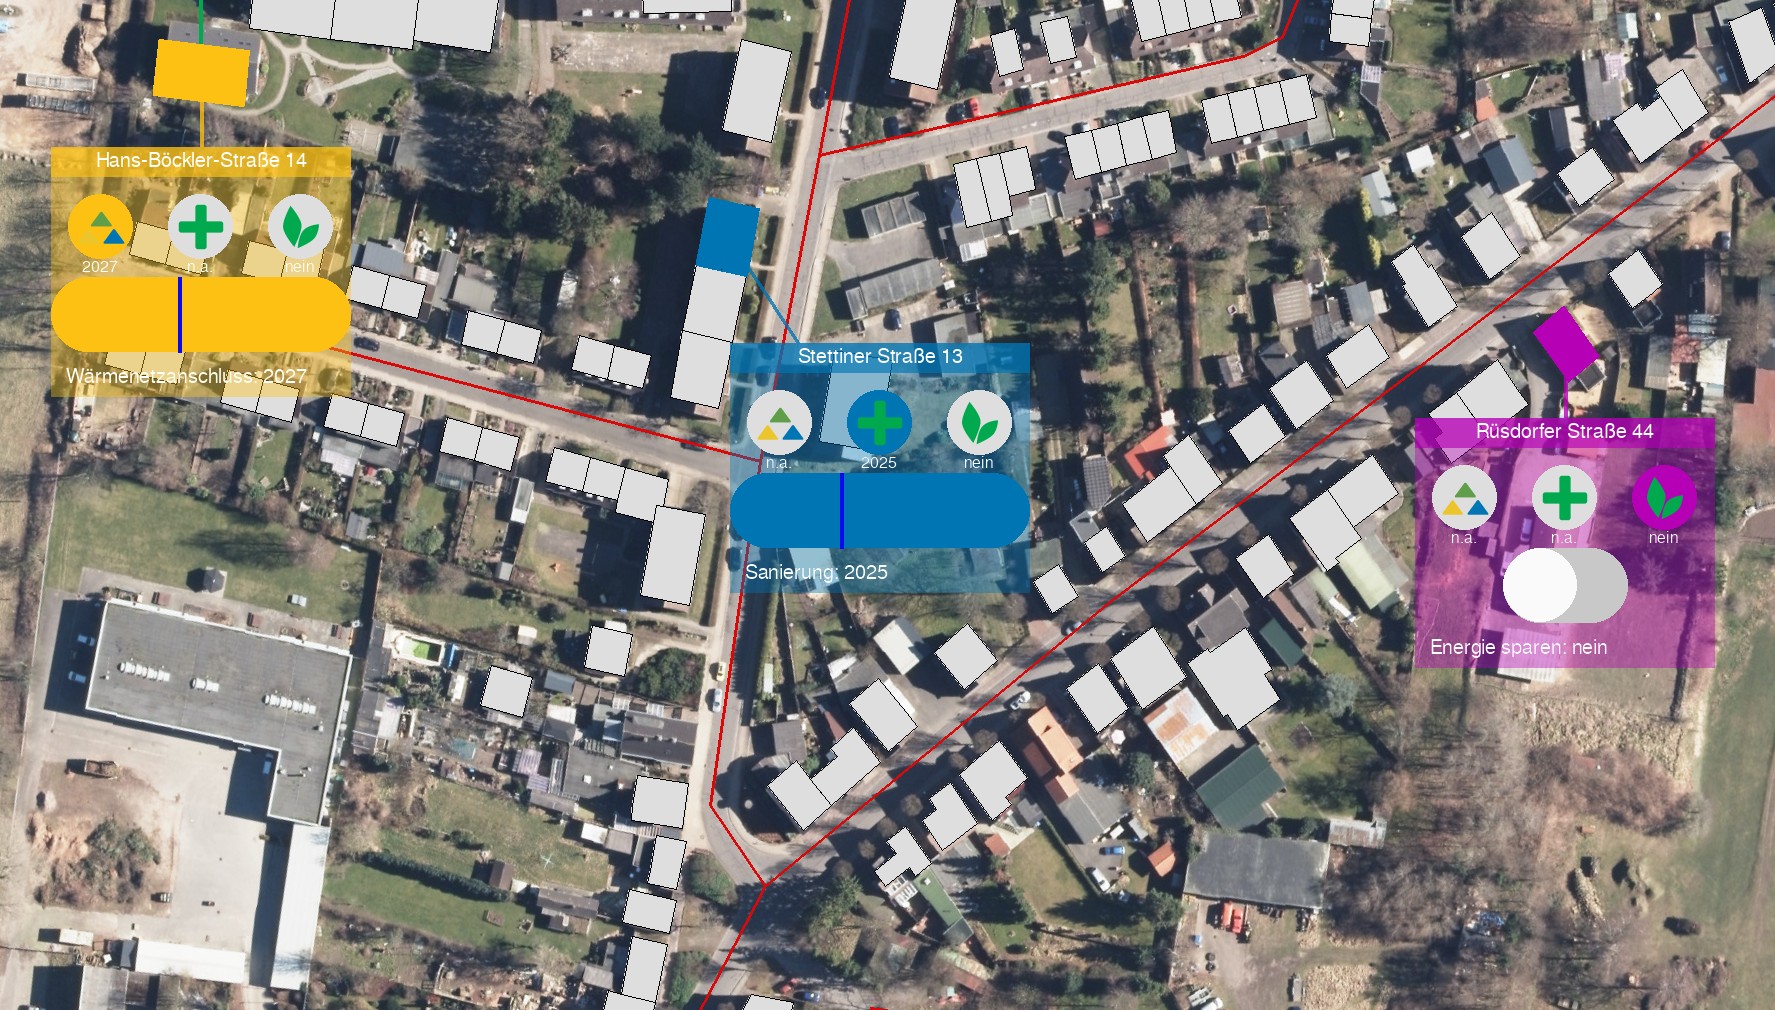 Hans-Böckler-Straße 14
2027
n.a.
nein
Wärmenetzanschluss: 2027
Stettiner Straße 13
n.a.
2025
nein
Sanierung: 2025
Rüsdorfer Straße 44
n.a.
n.a.
nein
Energie sparen: nein